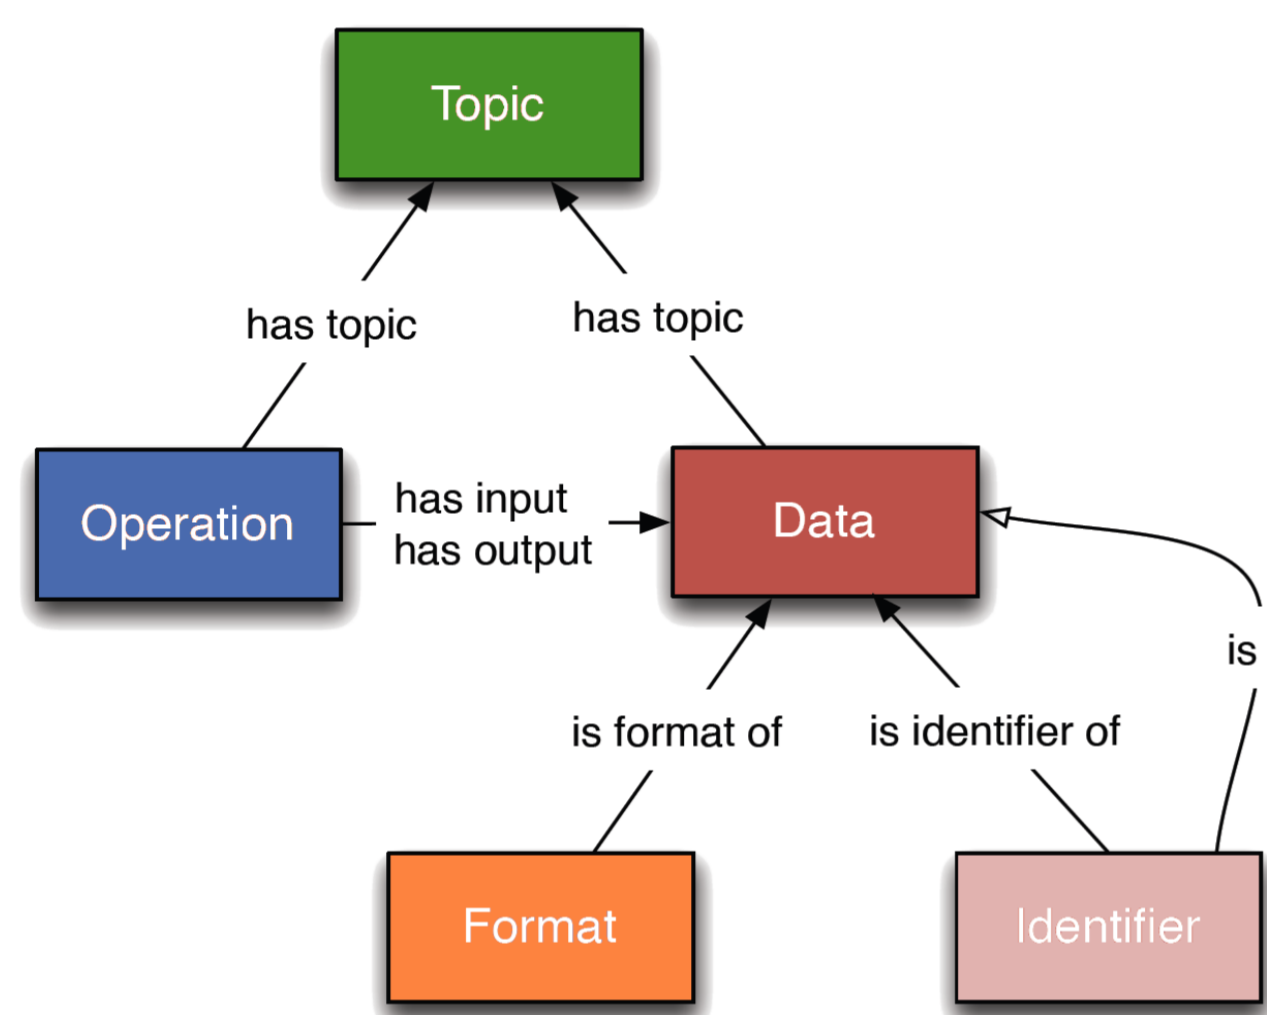 Topic
has topic
has topic
Operation
has input
has output
Data
is
is format of
is identifier of
Format
Identifier